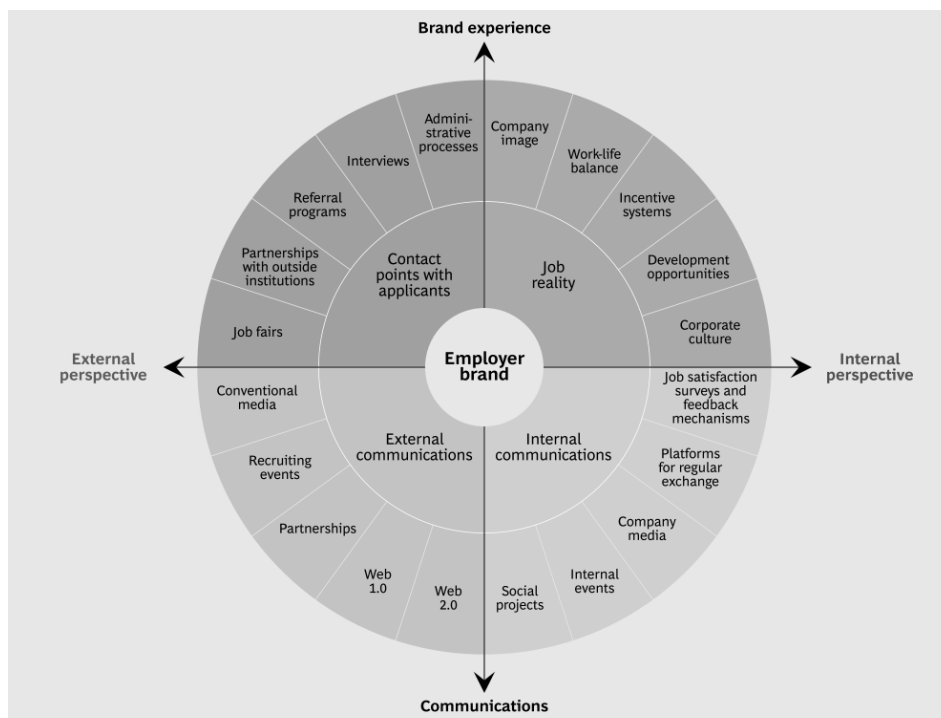 Brand experience
Admini-
strative
processes
Company
image
Interviews
Work-life
balance
Referral
programs
Incentive
systems
Partnerships
with outside
institutions
Contact
points with
applicants
Job
reality
Development
opportunities
Job fairs
Corporate
culture
External
perspective
Employer
brand
Internal
perspective
Conventional
media
Job satisfaction
surveys and
feedback
mechanisms
External
communications
Internal
communications
Recruiting
events
Platforms
for regular
exchange
Partnerships
Company
media
Web
1.0
Web
2.0
Social
projects
Internal
events
Communications